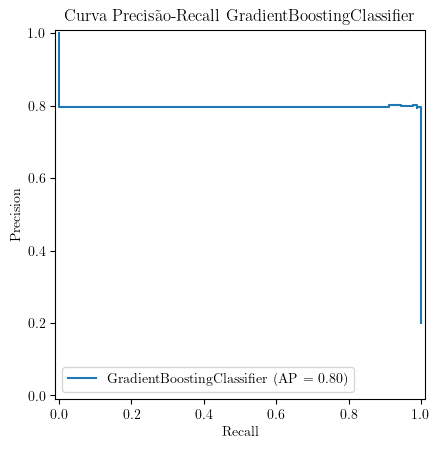 Curva Precisão-Recall GradientBoostingClassifier
1.0
0.8
0.6
0.4
0.2
0.0
Precision
GradientBoostingClassifier (AP = 0.80)
0.0 0.2 0.4 0.6 0.8 1.0
Recall